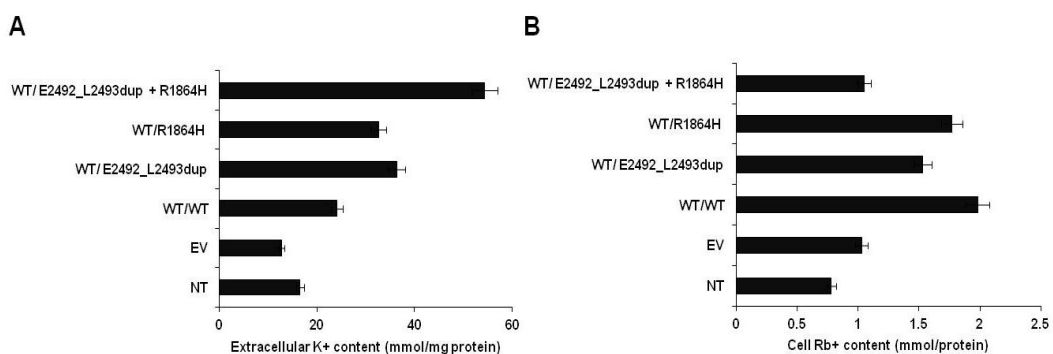 A
WT/ E2492_L2493dup + R1864H
WT/R1864H
WT/ E2492_L2493dup
WT/WT
EV
NT
0 20 40 60
Extracellular K+ content (mmol/mg protein)
B
WT/ E2492_L2493dup + R1864H
WT/R1864H
WT/ E2492_L2493dup
WT/WT
EV
NT
0 0.5 1 1.5 2 2.5
Cell Rb+ content (mmol/protein)